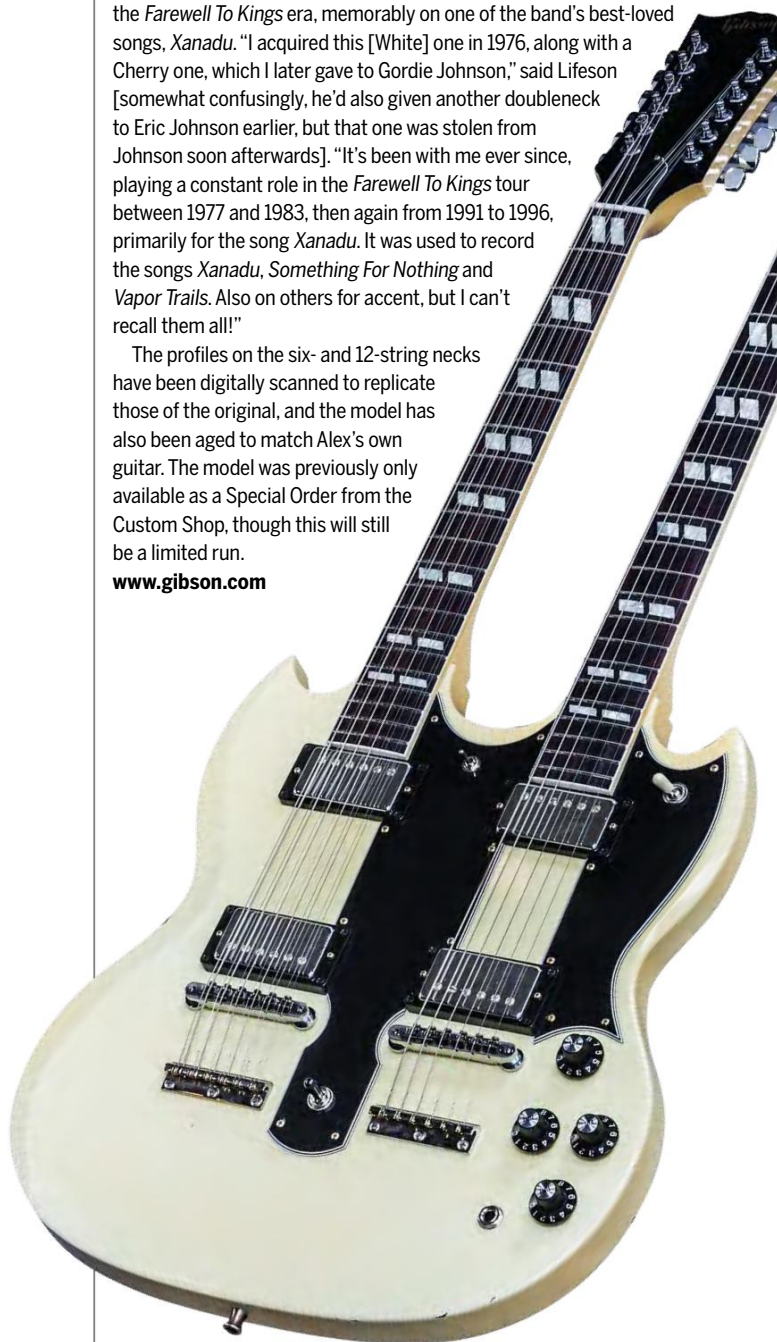 the Farewell To Kings era, memorably on one of the band’s best-loved
songs, Xanadu. “I acquired this [White] one in 1976, along with a
Cherry one, which I later gave to Gordie Johnson,” said Lifeson
[somewhat confusingly, he’d also given another doubleneck
to Eric Johnson earlier, but that one was stolen from
Johnson soon afterwards]. “It’s been with me ever since,
playing a constant role in the Farewell To Kings tour
between 1977 and 1983, then again from 1991 to 1996,
primarily for the song Xanadu. It was used to record
the songs Xanadu, Something For Nothing and
Vapor Trails. Also on others for accent, but I can’t
recall them all!”
The profiles on the six- and 12-string necks
have been digitally scanned to replicate
those of the original, and the model has
also been aged to match Alex’s own
guitar. The model was previously only
available as a Special Order from the
Custom Shop, though this will still
be a limited run.
www.gibson.com
Gibson